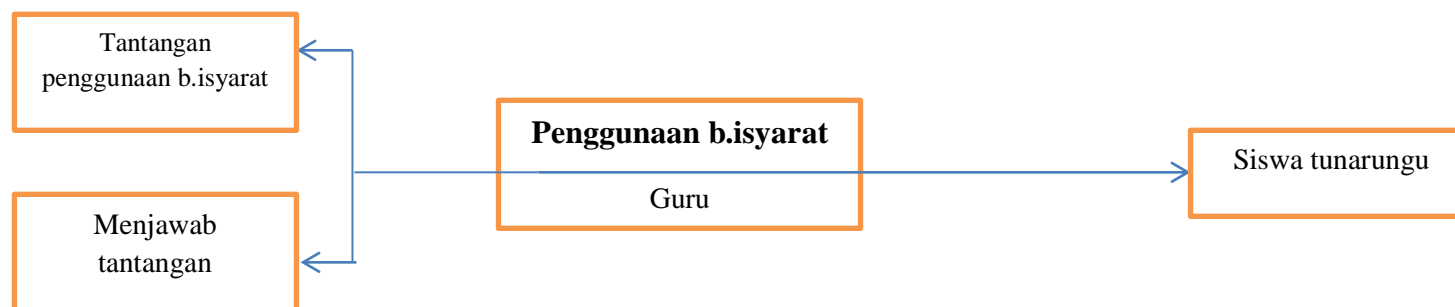 Tantangan
penggunaan b.isyarat
Penggunaan b.isyarat
Guru
Siswa tunarungu
Menjawab
tantangan